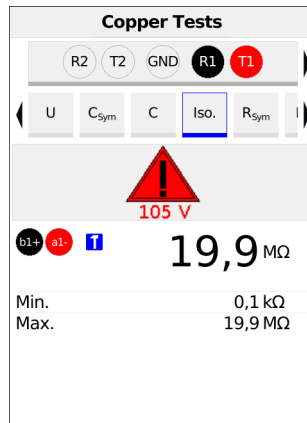 Copper Tests
R2 T2 GND R1 T1
U CSym C Iso. RSym
105 V
b1+ a1- T 19,9 MΩ
Min. 0,1 kΩ
Max. 19,9 MΩ